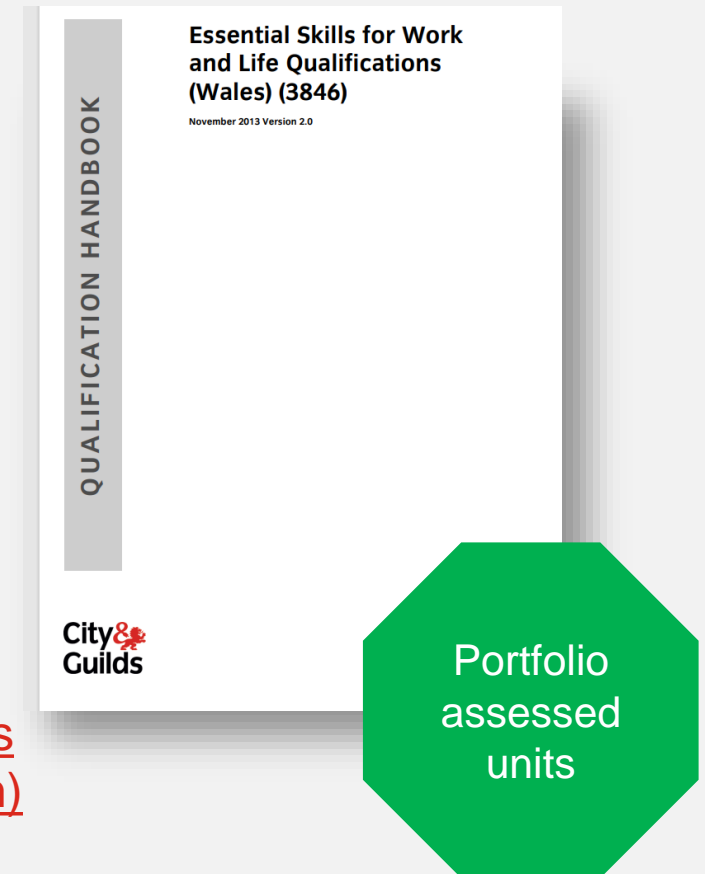 Essential Skills for Work
and Life Qualifications
(Wales) (3846)
November 2013 Version 2.0
QUALIFICATION HANDBOOK
City&
Guilds
Portfolio
assessed
units